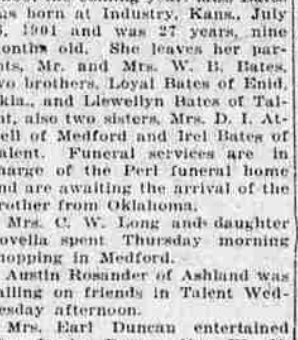 as born at Industry, Kans., July
, 1901 and was 27 years, nine
onths old. She leaves her par-
nts, Mr. and Mrs. W. B. Bates,
wo brothers, Loyal Bates of Enid,
kla., and Llewellyn Bates of Tal-
nt, also two sisters, Mrs. D. I. At-
ell of Medford and Irel Bates of
alent. Funeral services are in
harge of the Perl funeral home
nd are awaiting the arrival of the
rother from Oklahoma.
Mrs. C. W. Long and daughter
ovella spent Thursday morning
hopping in Medford.
Austin Rosander of Ashland was
alling on friends in Talent Wed-
esday afternoon.
Mrs. Earl Duncan entertained